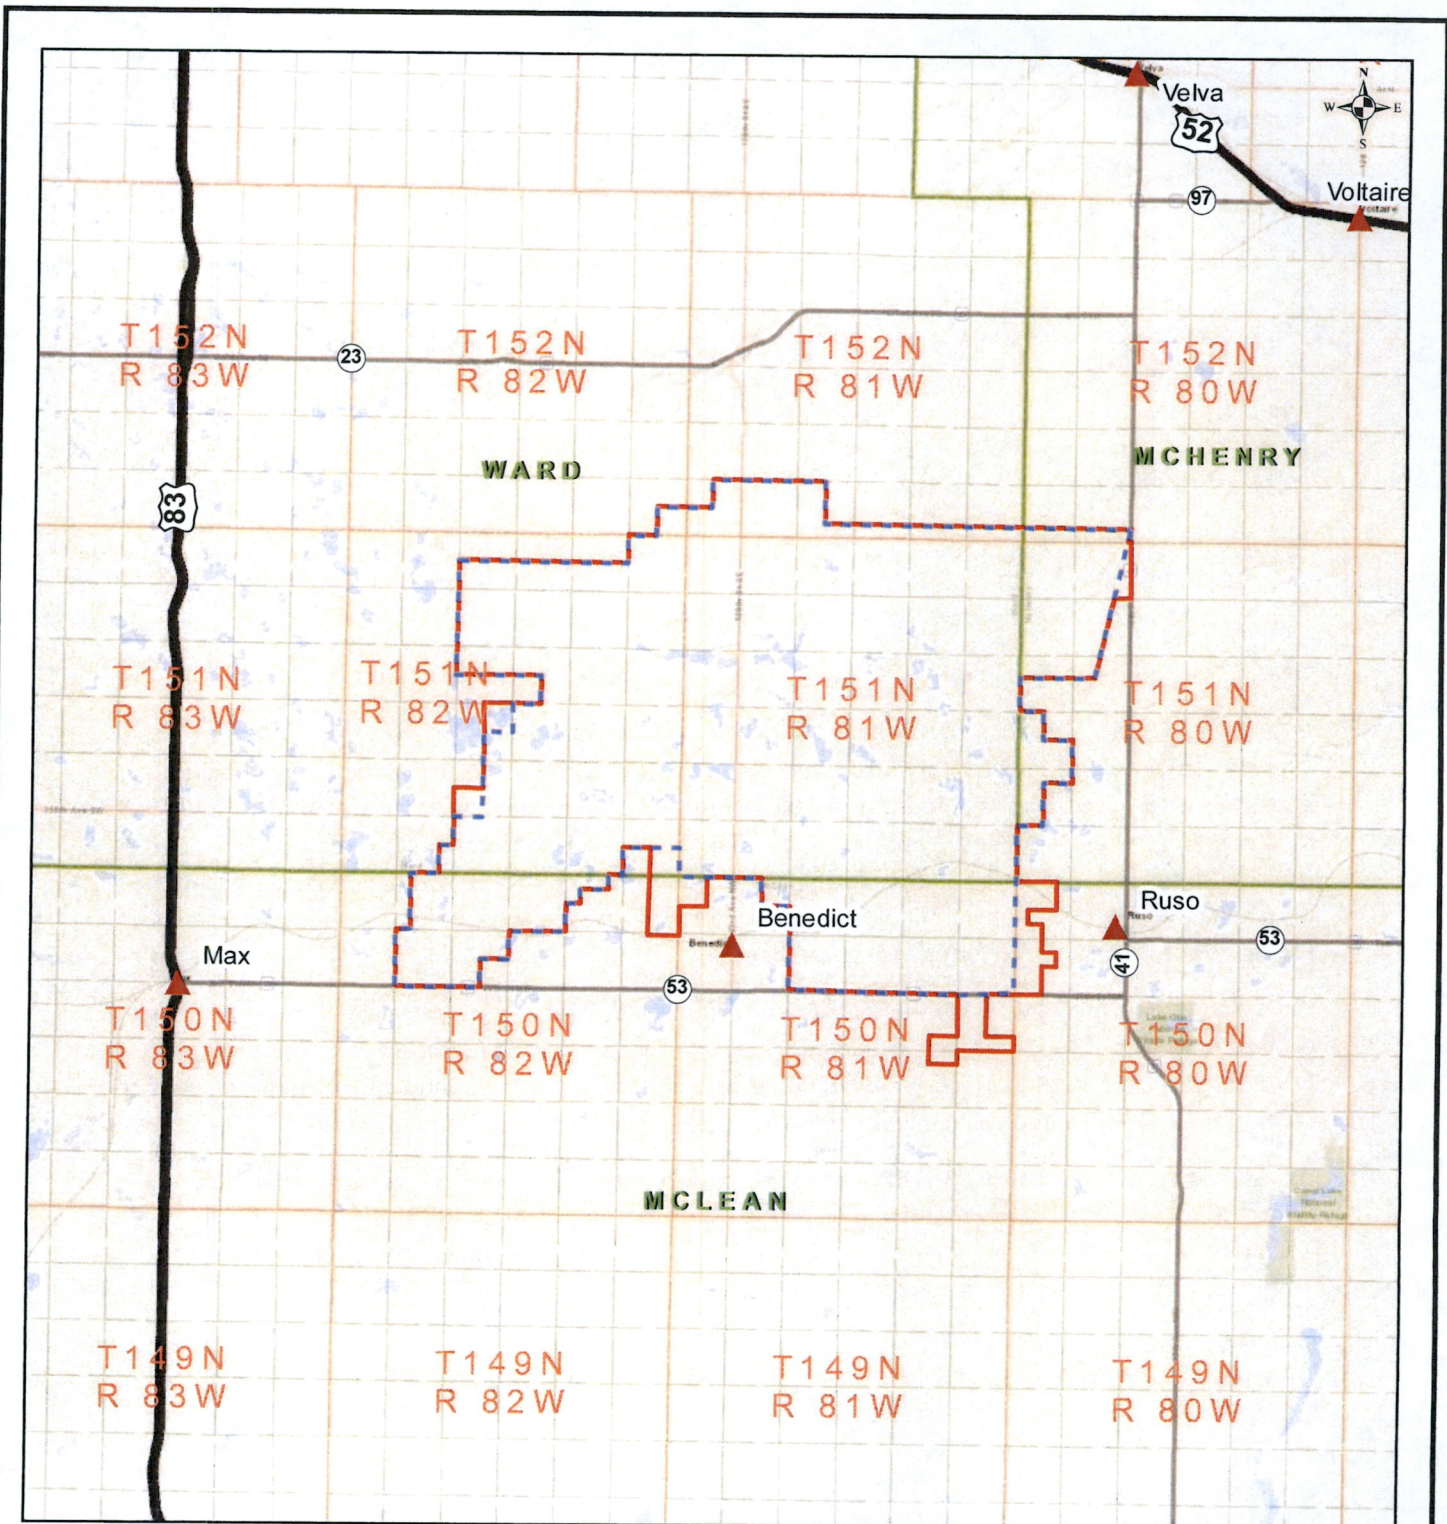 Velva
N
W E
S
52
97
Voltaire
Voltaire
T152N
R 83W
23
T152N
R 82W
T152N
R 81W
T152N
R 80W
WARD
MCHENRY
83
T151N
R 83W
T151N
R 82W
T151N
R 81W
T151N
R 80W
Ruso
Ruso
Benedict
Max
53
41
53
T150N
R 83W
T150N
R 82W
T150N
R 81W
T150N
R 80W
MCLEAN
T149N
R 83W
T149N
R 82W
T149N
R 81W
T149N
R 80W